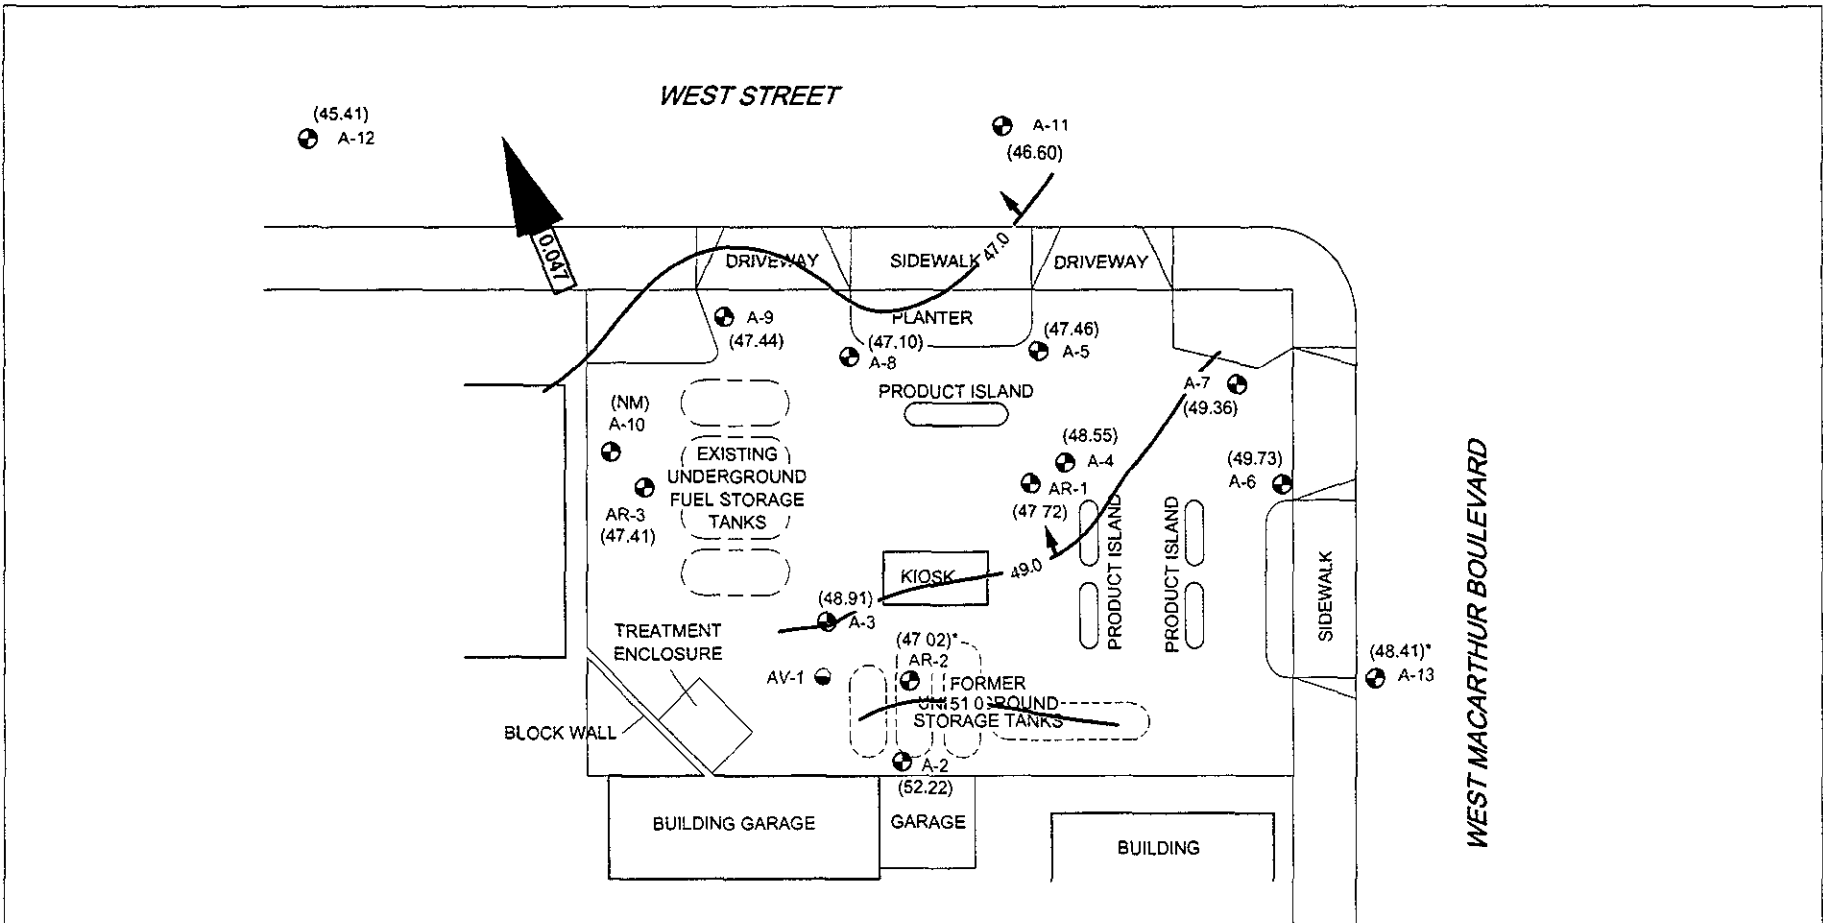 WEST STREET
(45.41)
A-12
A-11
(46.60)
0.047
47.0
DRIVEWAY
SIDEWALK
DRIVEWAY
PLANTER
A-9
(47.44)
(47.10)
A-8
(47.46)
A-5
PRODUCT ISLAND
A-7
(49.36)
(NM)
A-10
EXISTING
UNDERGROUND
FUEL STORAGE
TANKS
AR-3
(47.41)
(48.55)
A-4
AR-1
(47 72)
(49.73)
A-6
PRODUCT ISLAND
PRODUCT ISLAND
SIDEWALK
WEST MACARTHUR BOULEVARD
KIOSK
49.0
(48.91)
A-3
TREATMENT
ENCLOSURE
(47 02)*
AR-2
AV-1
FORMER
51 0
STORAGE TANKS
(48.41)*
A-13
BLOCK WALL
A-2
(52.22)
BUILDING GARAGE
GARAGE
BUILDING